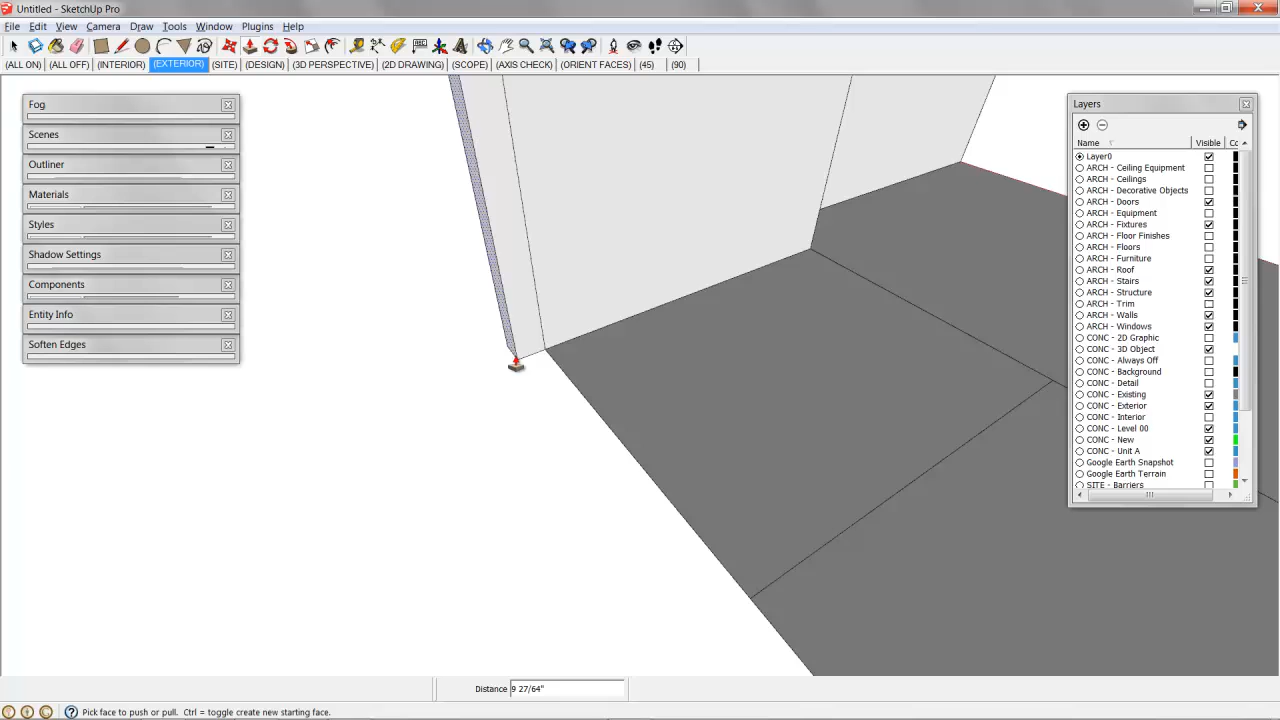 Untitled - SketchUp Pro
File Edit View Camera Draw Tools Window Plugins Help
(ALL ON) (ALL OFF) (INTERIOR) (EXTERIOR) (SITE) (DESIGN) (3D PERSPECTIVE) (2D DRAWING) (SCOPE) (AXIS CHECK) (ORIENT FACES) (45) (90)
Fog
Scenes
Outliner
Materials
Styles
Shadow Settings
Components
Entity Info
Soften Edges
Layers
Name Visible Cc
Layer0
ARCH - Ceiling Equipment
ARCH - Ceilings
ARCH - Decorative Objects
ARCH - Doors
ARCH - Equipment
ARCH - Fixtures
ARCH - Floor Finishes
ARCH - Floors
ARCH - Furniture
ARCH - Roof
ARCH - Stairs
ARCH - Structure
ARCH - Trim
ARCH - Walls
ARCH - Windows
CONC - 2D Graphic
CONC - 3D Object
CONC - Always Off
CONC - Background
CONC - Detail
CONC - Existing
CONC - Exterior
CONC - Interior
CONC - Level 00
CONC - New
CONC - Unit A
Google Earth Snapshot
Google Earth Terrain
SITE - Barriers
Distance 9 27/64"
Pick face to push or pull. Ctrl = toggle create new starting face.